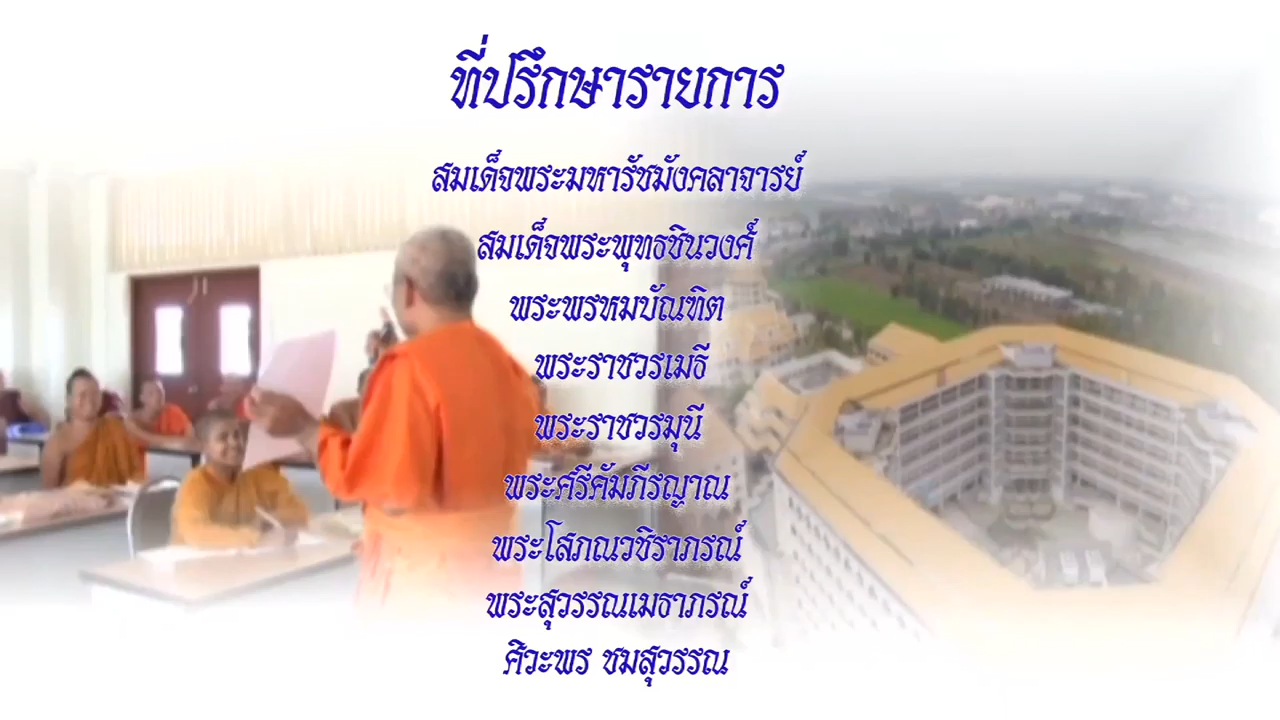 ที่ปรึกษารายการ
สมเด็จพระมหารัชมังคลาจารย์
สมเด็จพระพุทธชินวงศ์
พระพรหมบัณฑิต
พระราชวรเมธี
พระราชวรมุนี
พระศรีคัมภีรญาณ
พระโสภณวชิราภรณ์
พระสุวรรณเมธาภรณ์
ศิวะพร ชมสุวรรณ